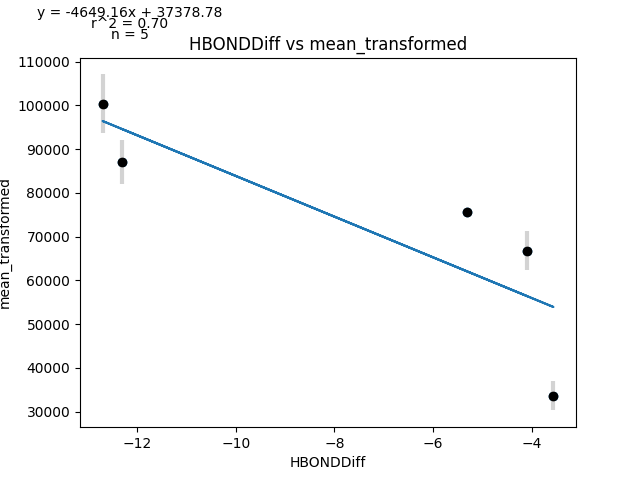 y = -4649.16x + 37378.78
r^2 = 0.70
n = 5
HBONDDiff vs mean_transformed
110000
100000
90000
80000
70000
60000
50000
40000
30000
mean_transformed
−12
−10
−8
−6
−4
HBONDDiff